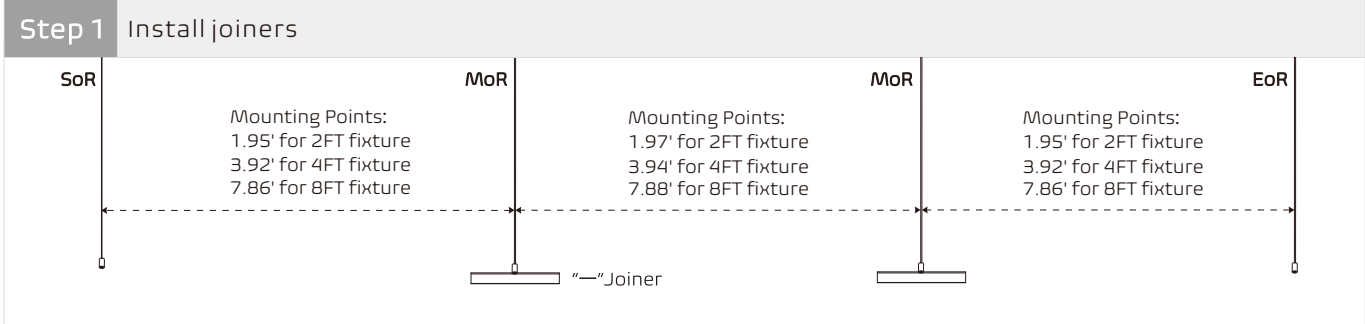 Step 1 Install joiners
SoR
MoR
MoR
EoR
Mounting Points:
1.95' for 2FT fixture
3.92' for 4FT fixture
7.86' for 8FT fixture
Mounting Points:
1.97' for 2FT fixture
3.94' for 4FT fixture
7.88' for 8FT fixture
Mounting Points:
1.95' for 2FT fixture
3.92' for 4FT fixture
7.86' for 8FT fixture
"—"Joiner